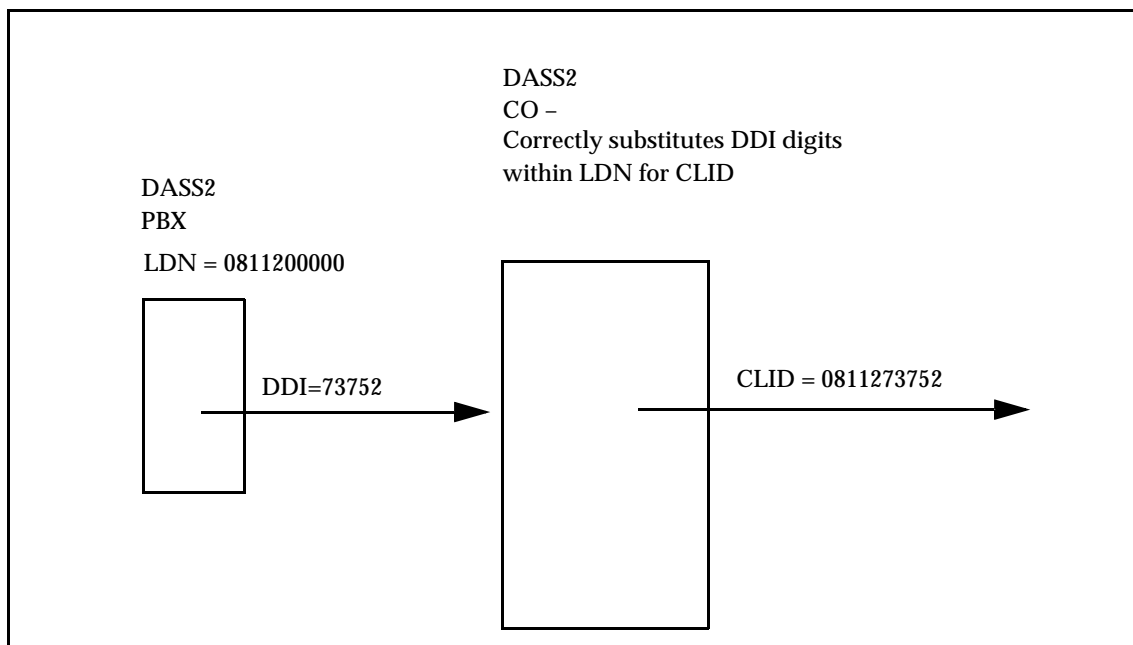 DASS2
CO –
Correctly substitutes DDI digits
within LDN for CLID
DASS2
PBX
LDN = 0811200000
DDI=73752
CLID = 0811273752